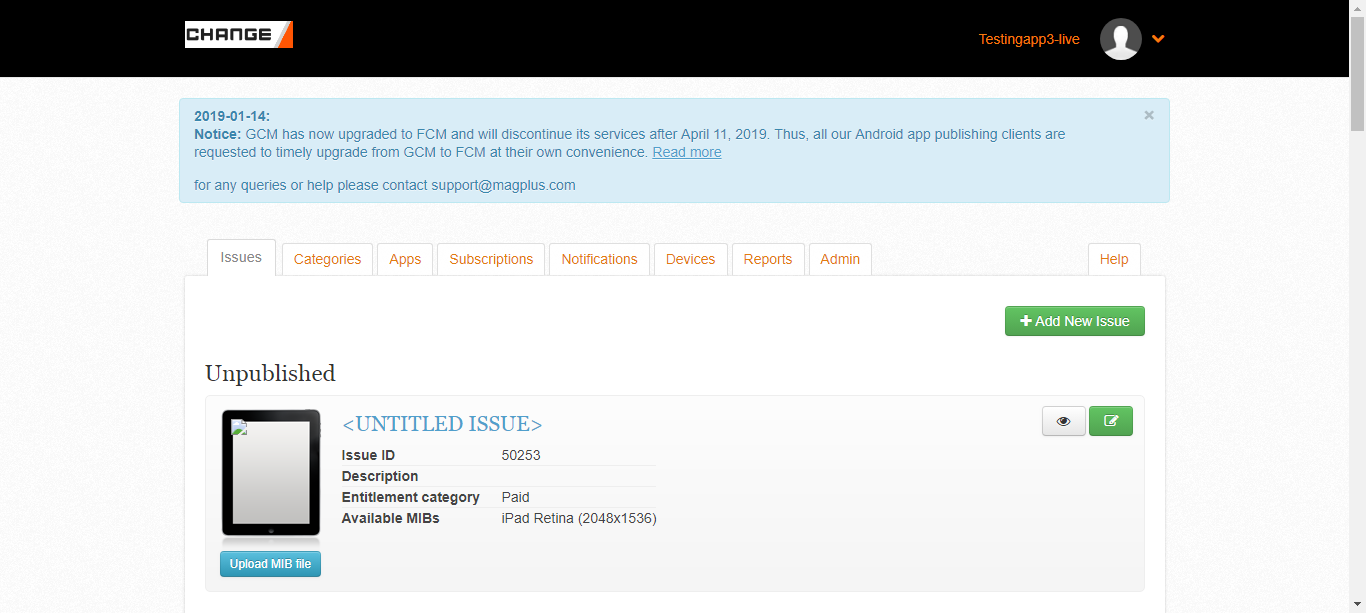 CHANGE
Testingapp3-live
2019-01-14:
Notice: GCM has now upgraded to FCM and will discontinue its services after April 11, 2019. Thus, all our Android app publishing clients are
requested to timely upgrade from GCM to FCM at their own convenience. Read more
for any queries or help please contact support@magplus.com
Issues Categories Apps Subscriptions Notifications Devices Reports Admin Help
Add New Issue
Unpublished
<UNTITLED ISSUE>
Issue ID 50253
Description
Entitlement category Paid
Available MIBs iPad Retina (2048x1536)
Upload MIB file